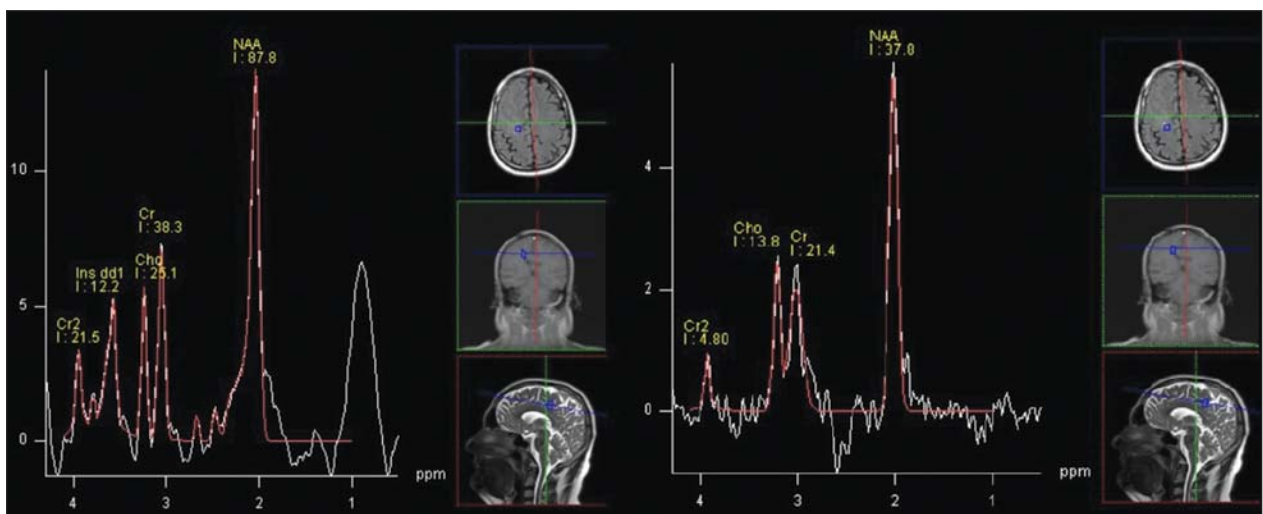 NAA
I : 87.8
Cr
I : 38.3
Cho
I : 25.1
Ins dd1
I : 12.2
Cr2
I : 21.5
10
5
0
4
3
2
1
ppm
NAA
I : 37.8
Cho
I : 13.8
Cr
I : 21.4
Cr2
I : 4.80
4
2
0
4
3
2
1
ppm